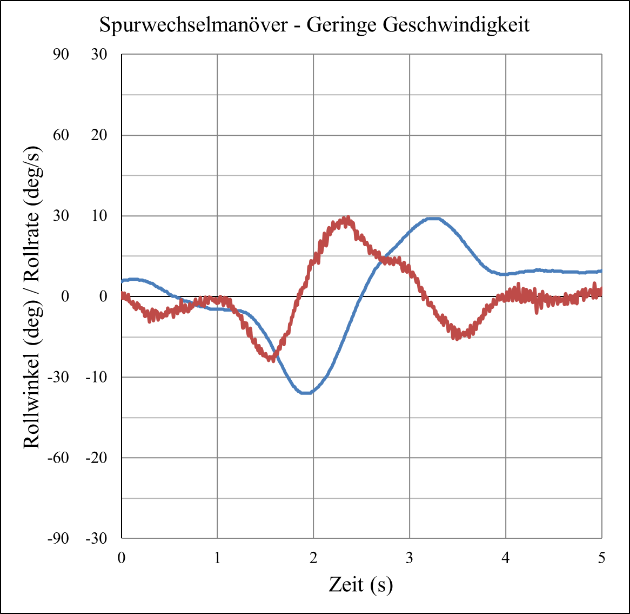 Spurwechselmanöver - Geringe Geschwindigkeit
90 30
60 20
30 10
0 0
-30 -10
-60 -20
-90 -30
Rollwinkel (deg) / Rollrate (deg/s)
0 1 2 3 4 5
Zeit (s)